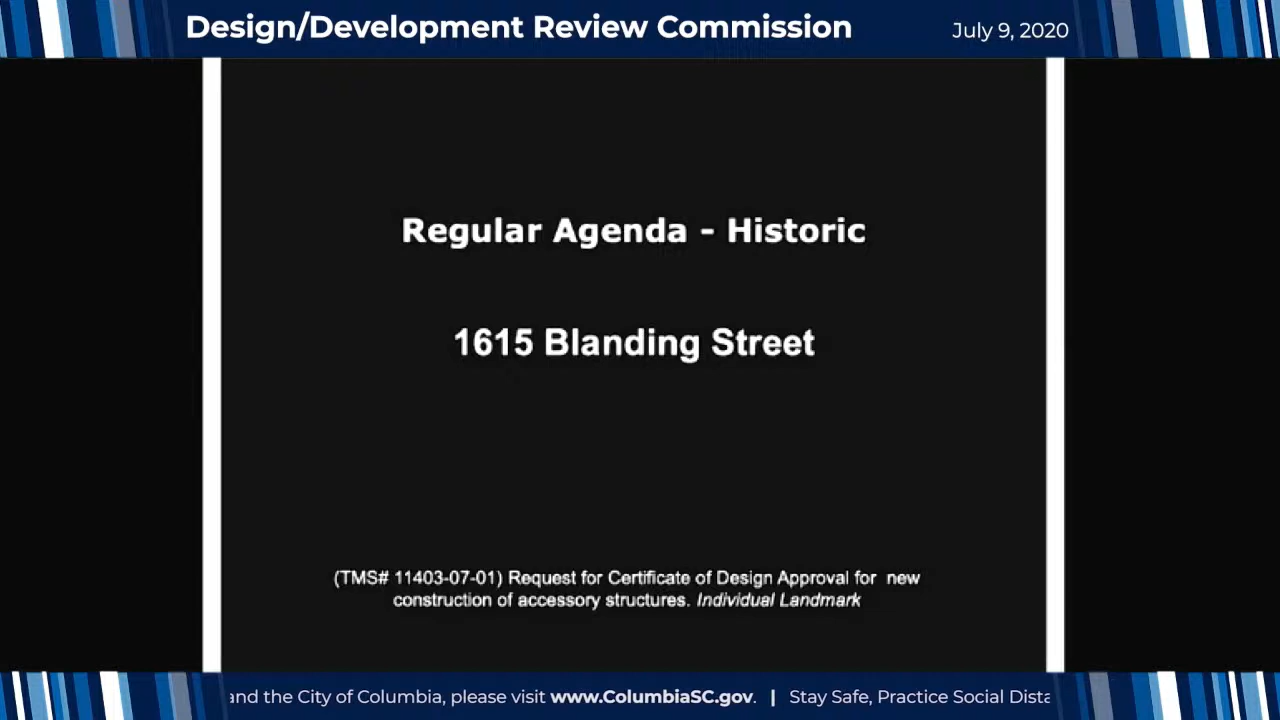 Design/Development Review Commission
July 9, 2020
Regular Agenda - Historic
1615 Blanding Street
(TMS# 11403-07-01) Request for Certificate of Design Approval for new
construction of accessory structures. Individual Landmark
and the City of Columbia, please visit www.ColumbiaSC.gov. | Stay Safe, Practice Social Dista